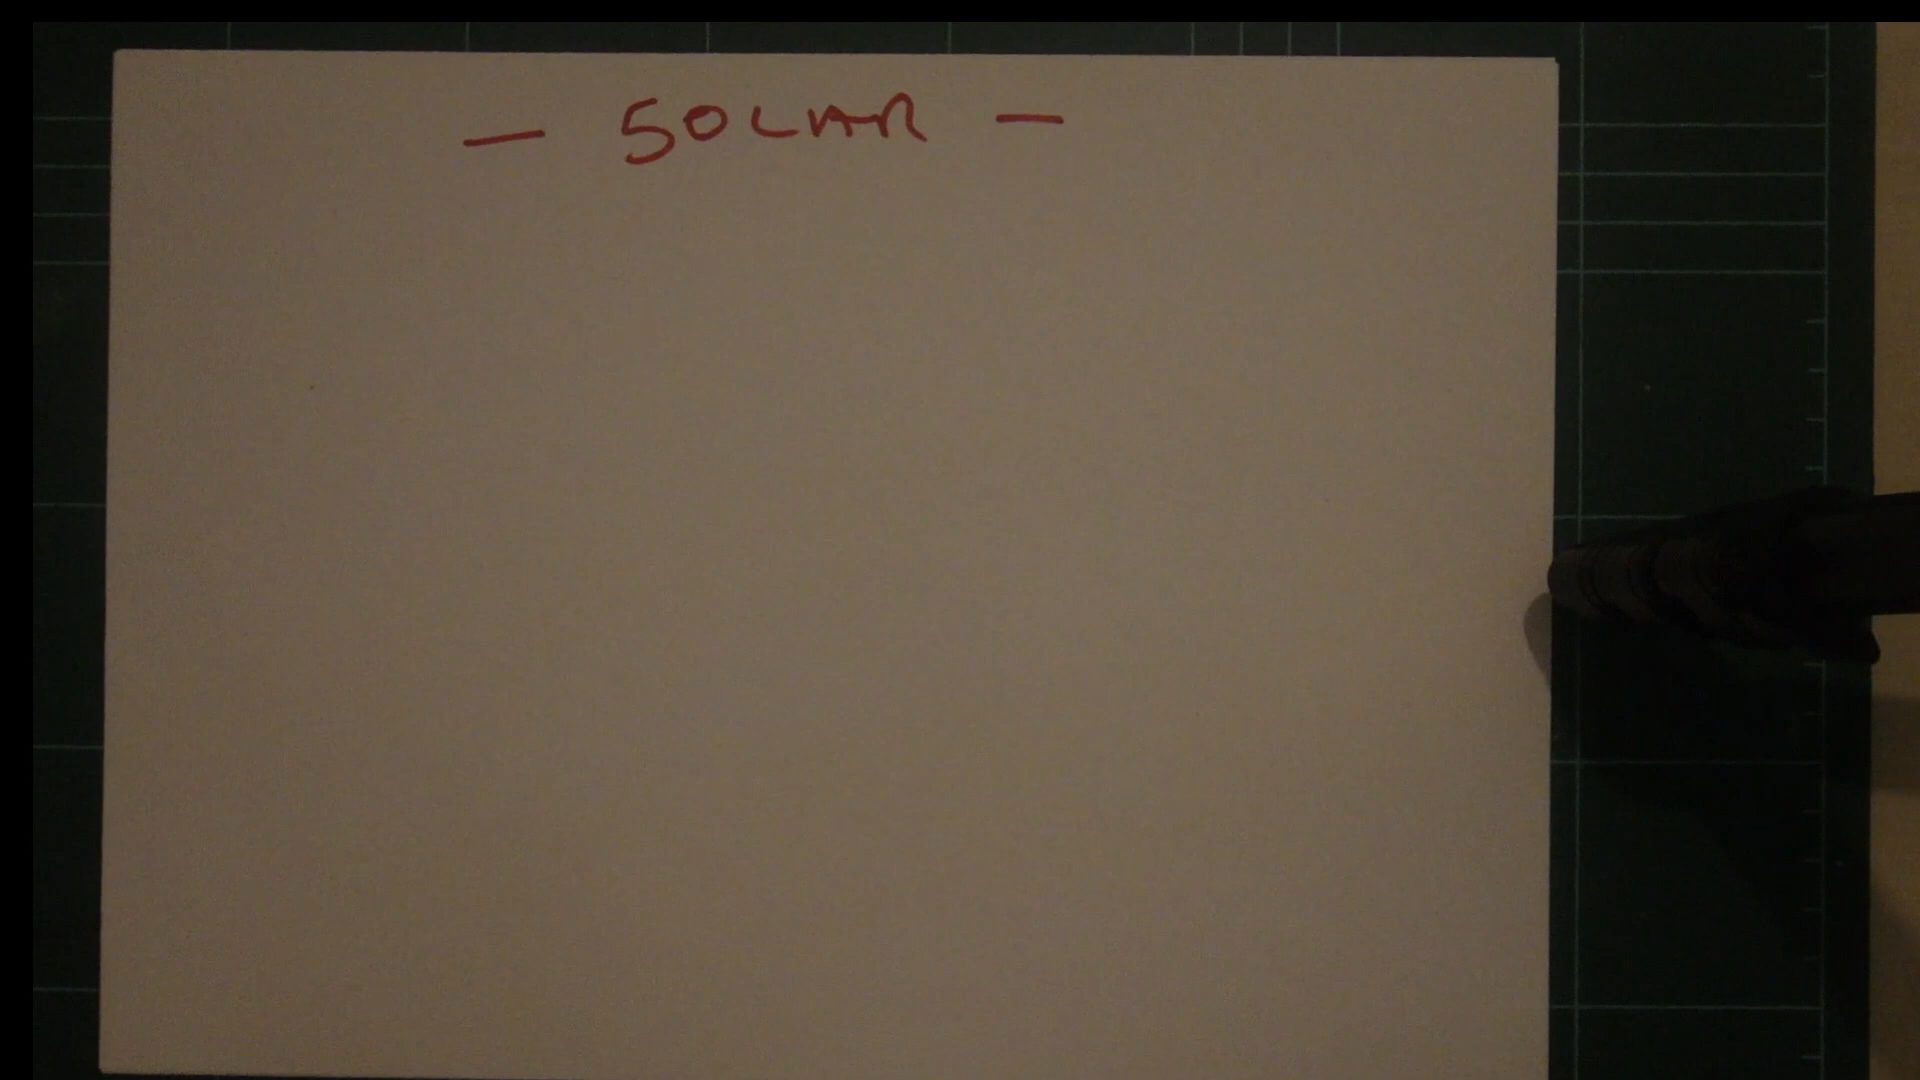 — SOLAR —